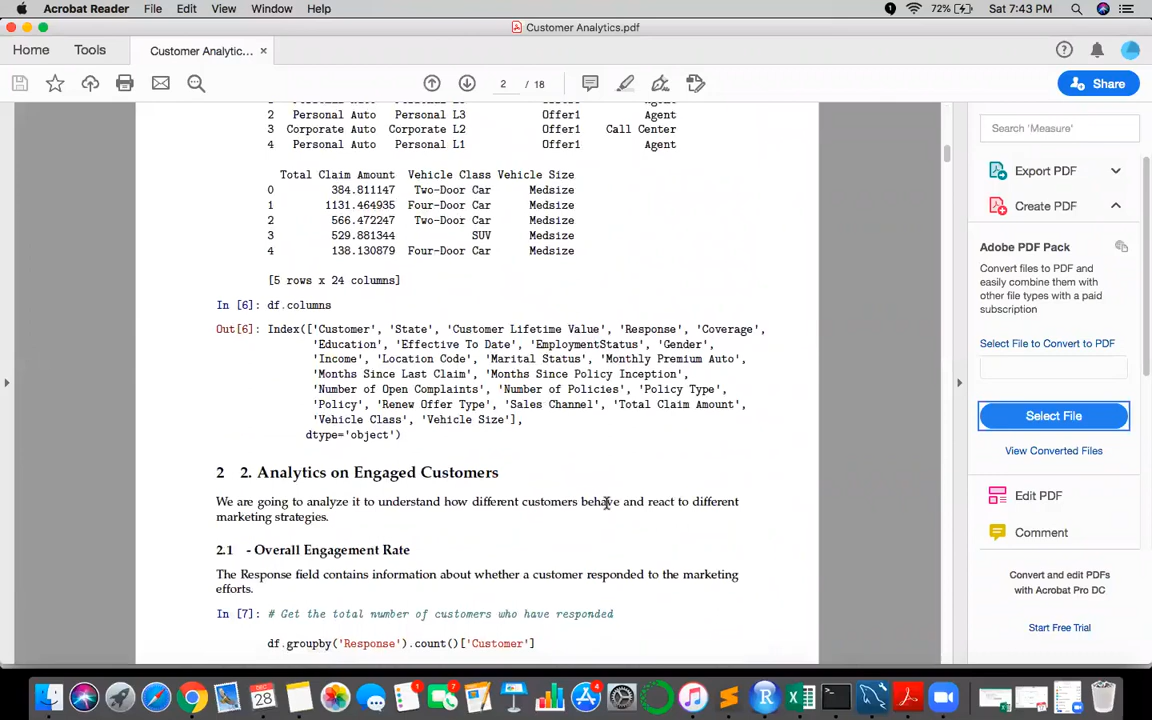 Acrobat Reader File Edit View Window Help 1 72% Sat 7:43 PM
Customer Analytics.pdf
Home Tools Customer Analytic... ×
2 / 18 Share
2 Personal Auto Personal L3 Offer1 Agent
3 Corporate Auto Corporate L2 Offer1 Call Center
4 Personal Auto Personal L1 Offer1 Agent
Total Claim Amount Vehicle Class Vehicle Size
0 384.811147 Two-Door Car Medsize
1 1131.464935 Four-Door Car Medsize
2 566.472247 Two-Door Car Medsize
3 529.881344 SUV Medsize
4 138.130879 Four-Door Car Medsize
[5 rows x 24 columns]
In [6]: df.columns
Out[6]: Index(['Customer', 'State', 'Customer Lifetime Value', 'Response', 'Coverage',
'Education', 'Effective To Date', 'EmploymentStatus', 'Gender',
'Income', 'Location Code', 'Marital Status', 'Monthly Premium Auto',
'Months Since Last Claim', 'Months Since Policy Inception',
'Number of Open Complaints', 'Number of Policies', 'Policy Type',
'Policy', 'Renew Offer Type', 'Sales Channel', 'Total Claim Amount',
'Vehicle Class', 'Vehicle Size'],
dtype='object')
2 2. Analytics on Engaged Customers
We are going to analyze it to understand how different customers behave and react to different
marketing strategies.
2.1 - Overall Engagement Rate
The Response field contains information about whether a customer responded to the marketing
efforts.
In [7]: # Get the total number of customers who have responded
df.groupby('Response').count()['Customer']
Search 'Measure'
Export PDF
Create PDF
Adobe PDF Pack
Convert files to PDF and
easily combine them with
other file types with a paid
subscription
Select File to Convert to PDF
Select File
View Converted Files
Edit PDF
Comment
Convert and edit PDFs
with Acrobat Pro DC
Start Free Trial
DEC
28
1
7
4
R